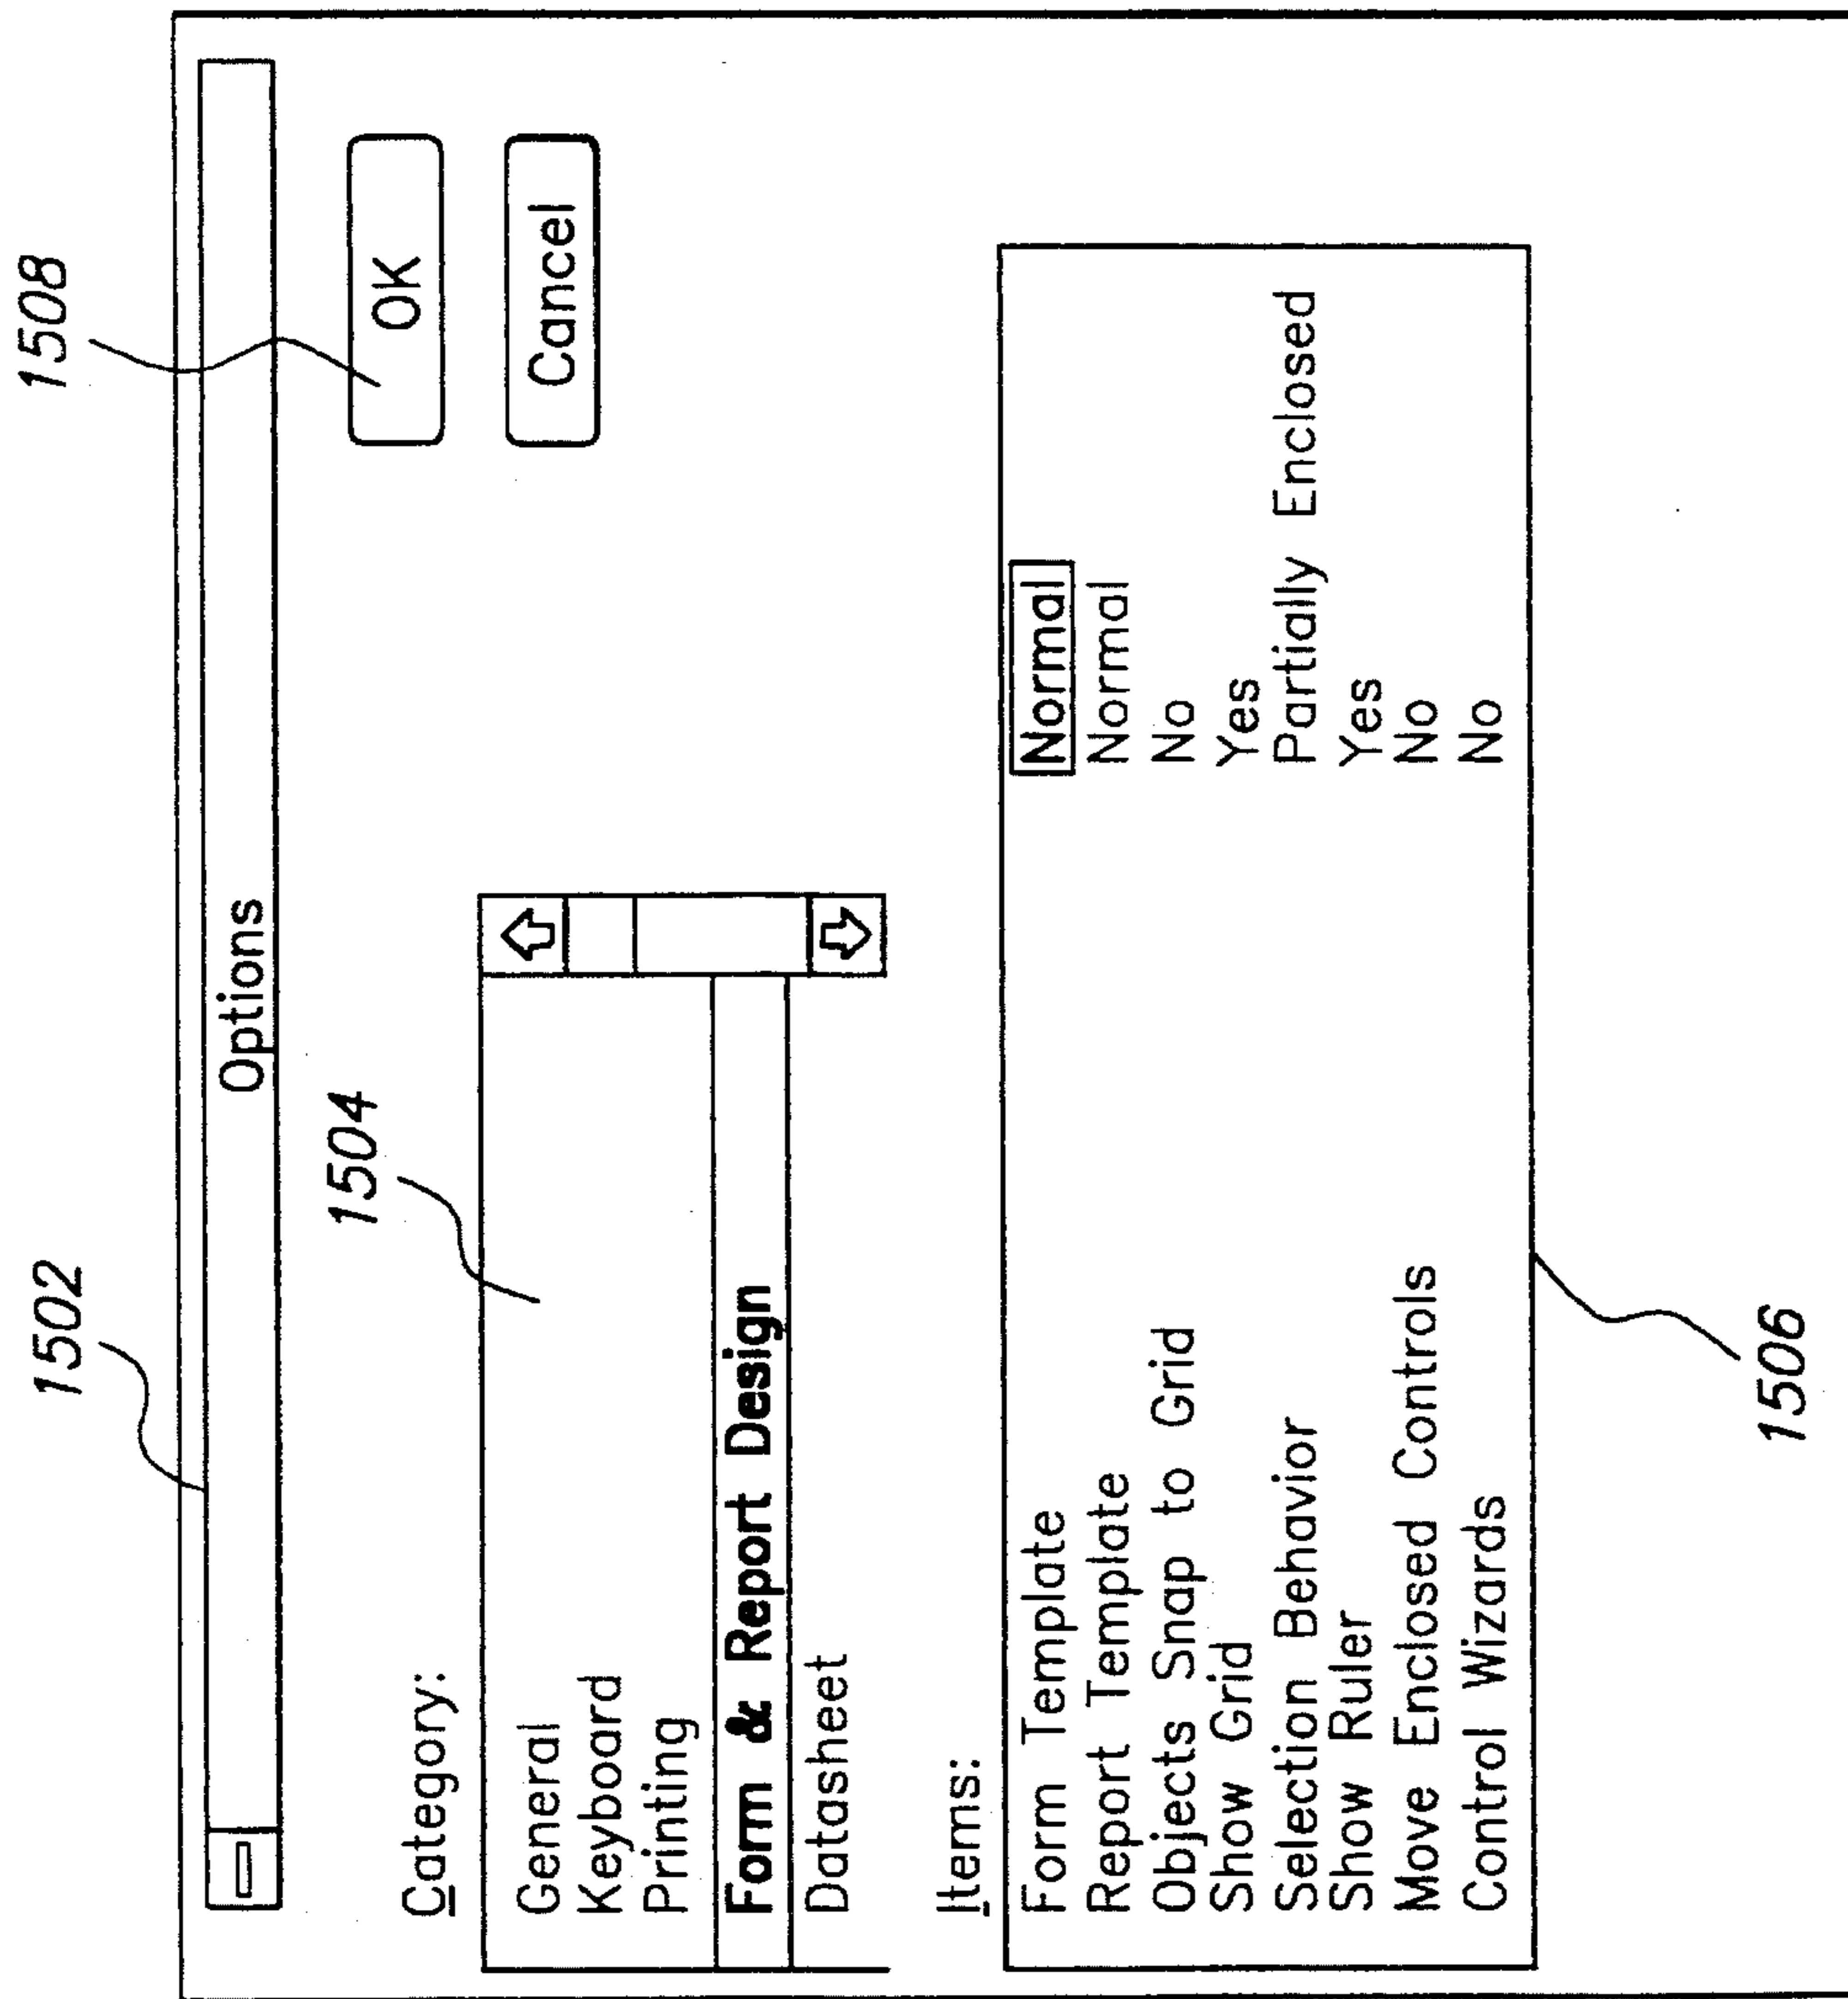 1502
1508
Options
OK
1504
Category:
Cancel
General
Keyboard
Printing
Form & Report Design
Datasheet
Items:
Form Template Normal
Report Template Normal
Objects Snap to Grid No
Show Grid Yes
Selection Behavior Partially Enclosed
Show Ruler Yes
Move Enclosed Controls No
Control Wizards No
1506